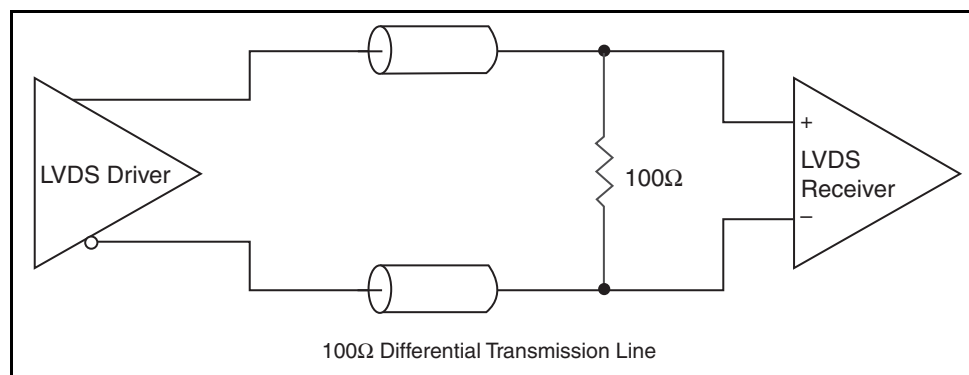 LVDS Driver
100Ω
+
LVDS
Receiver
–
100Ω Differential Transmission Line